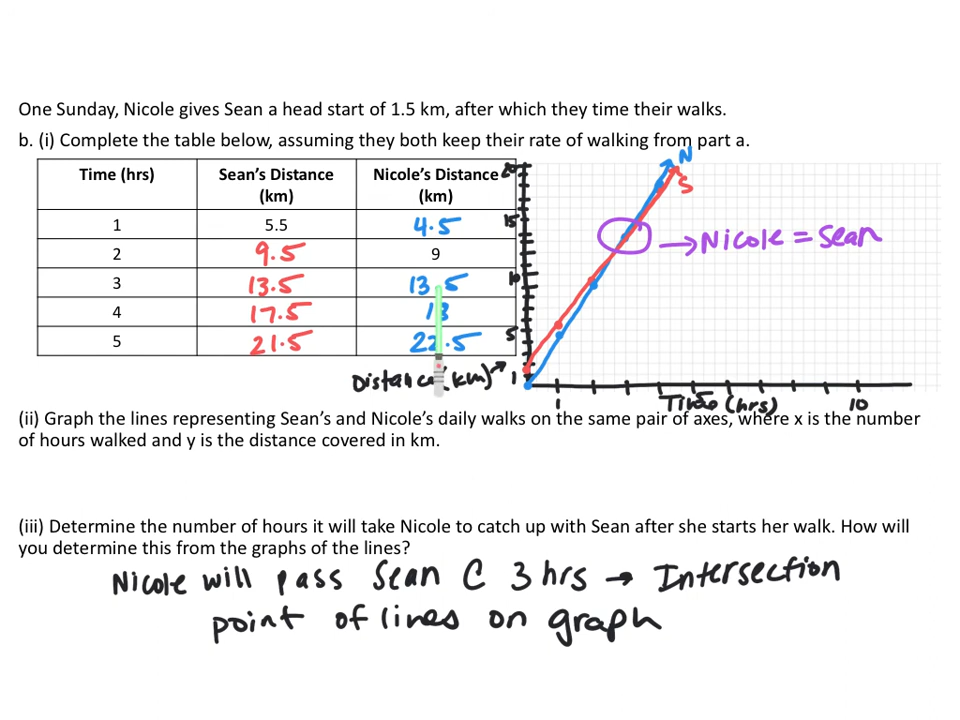 One Sunday, Nicole gives Sean a head start of 1.5 km, after which they time their walks.
b. (i) Complete the table below, assuming they both keep their rate of walking from part a.
Time (hrs) Sean's Distance (km) Nicole's Distance (km)
1 5.5 4.5
2 9.5 9
3 13.5 13.5
4 17.5 18
5 21.5 22.5
20
15
10
5
1
N
S
→Nicole = Sean
Distance (km)→
1 Time (hrs) 10
(ii) Graph the lines representing Sean's and Nicole's daily walks on the same pair of axes, where x is the number
of hours walked and y is the distance covered in km.
(iii) Determine the number of hours it will take Nicole to catch up with Sean after she starts her walk. How will
you determine this from the graphs of the lines?
Nicole will pass Sean @ 3 hrs → Intersection
point of lines on graph